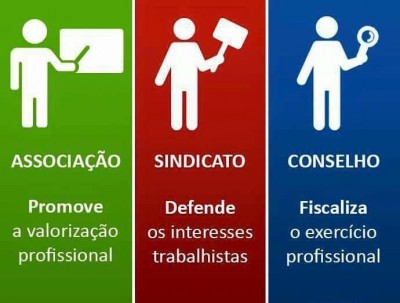 ASSOCIAÇÃO
Promove
a valorização
profissional
SINDICATO
Defende
os interesses
trabalhistas
CONSELHO
Fiscaliza
o exercício
profissional